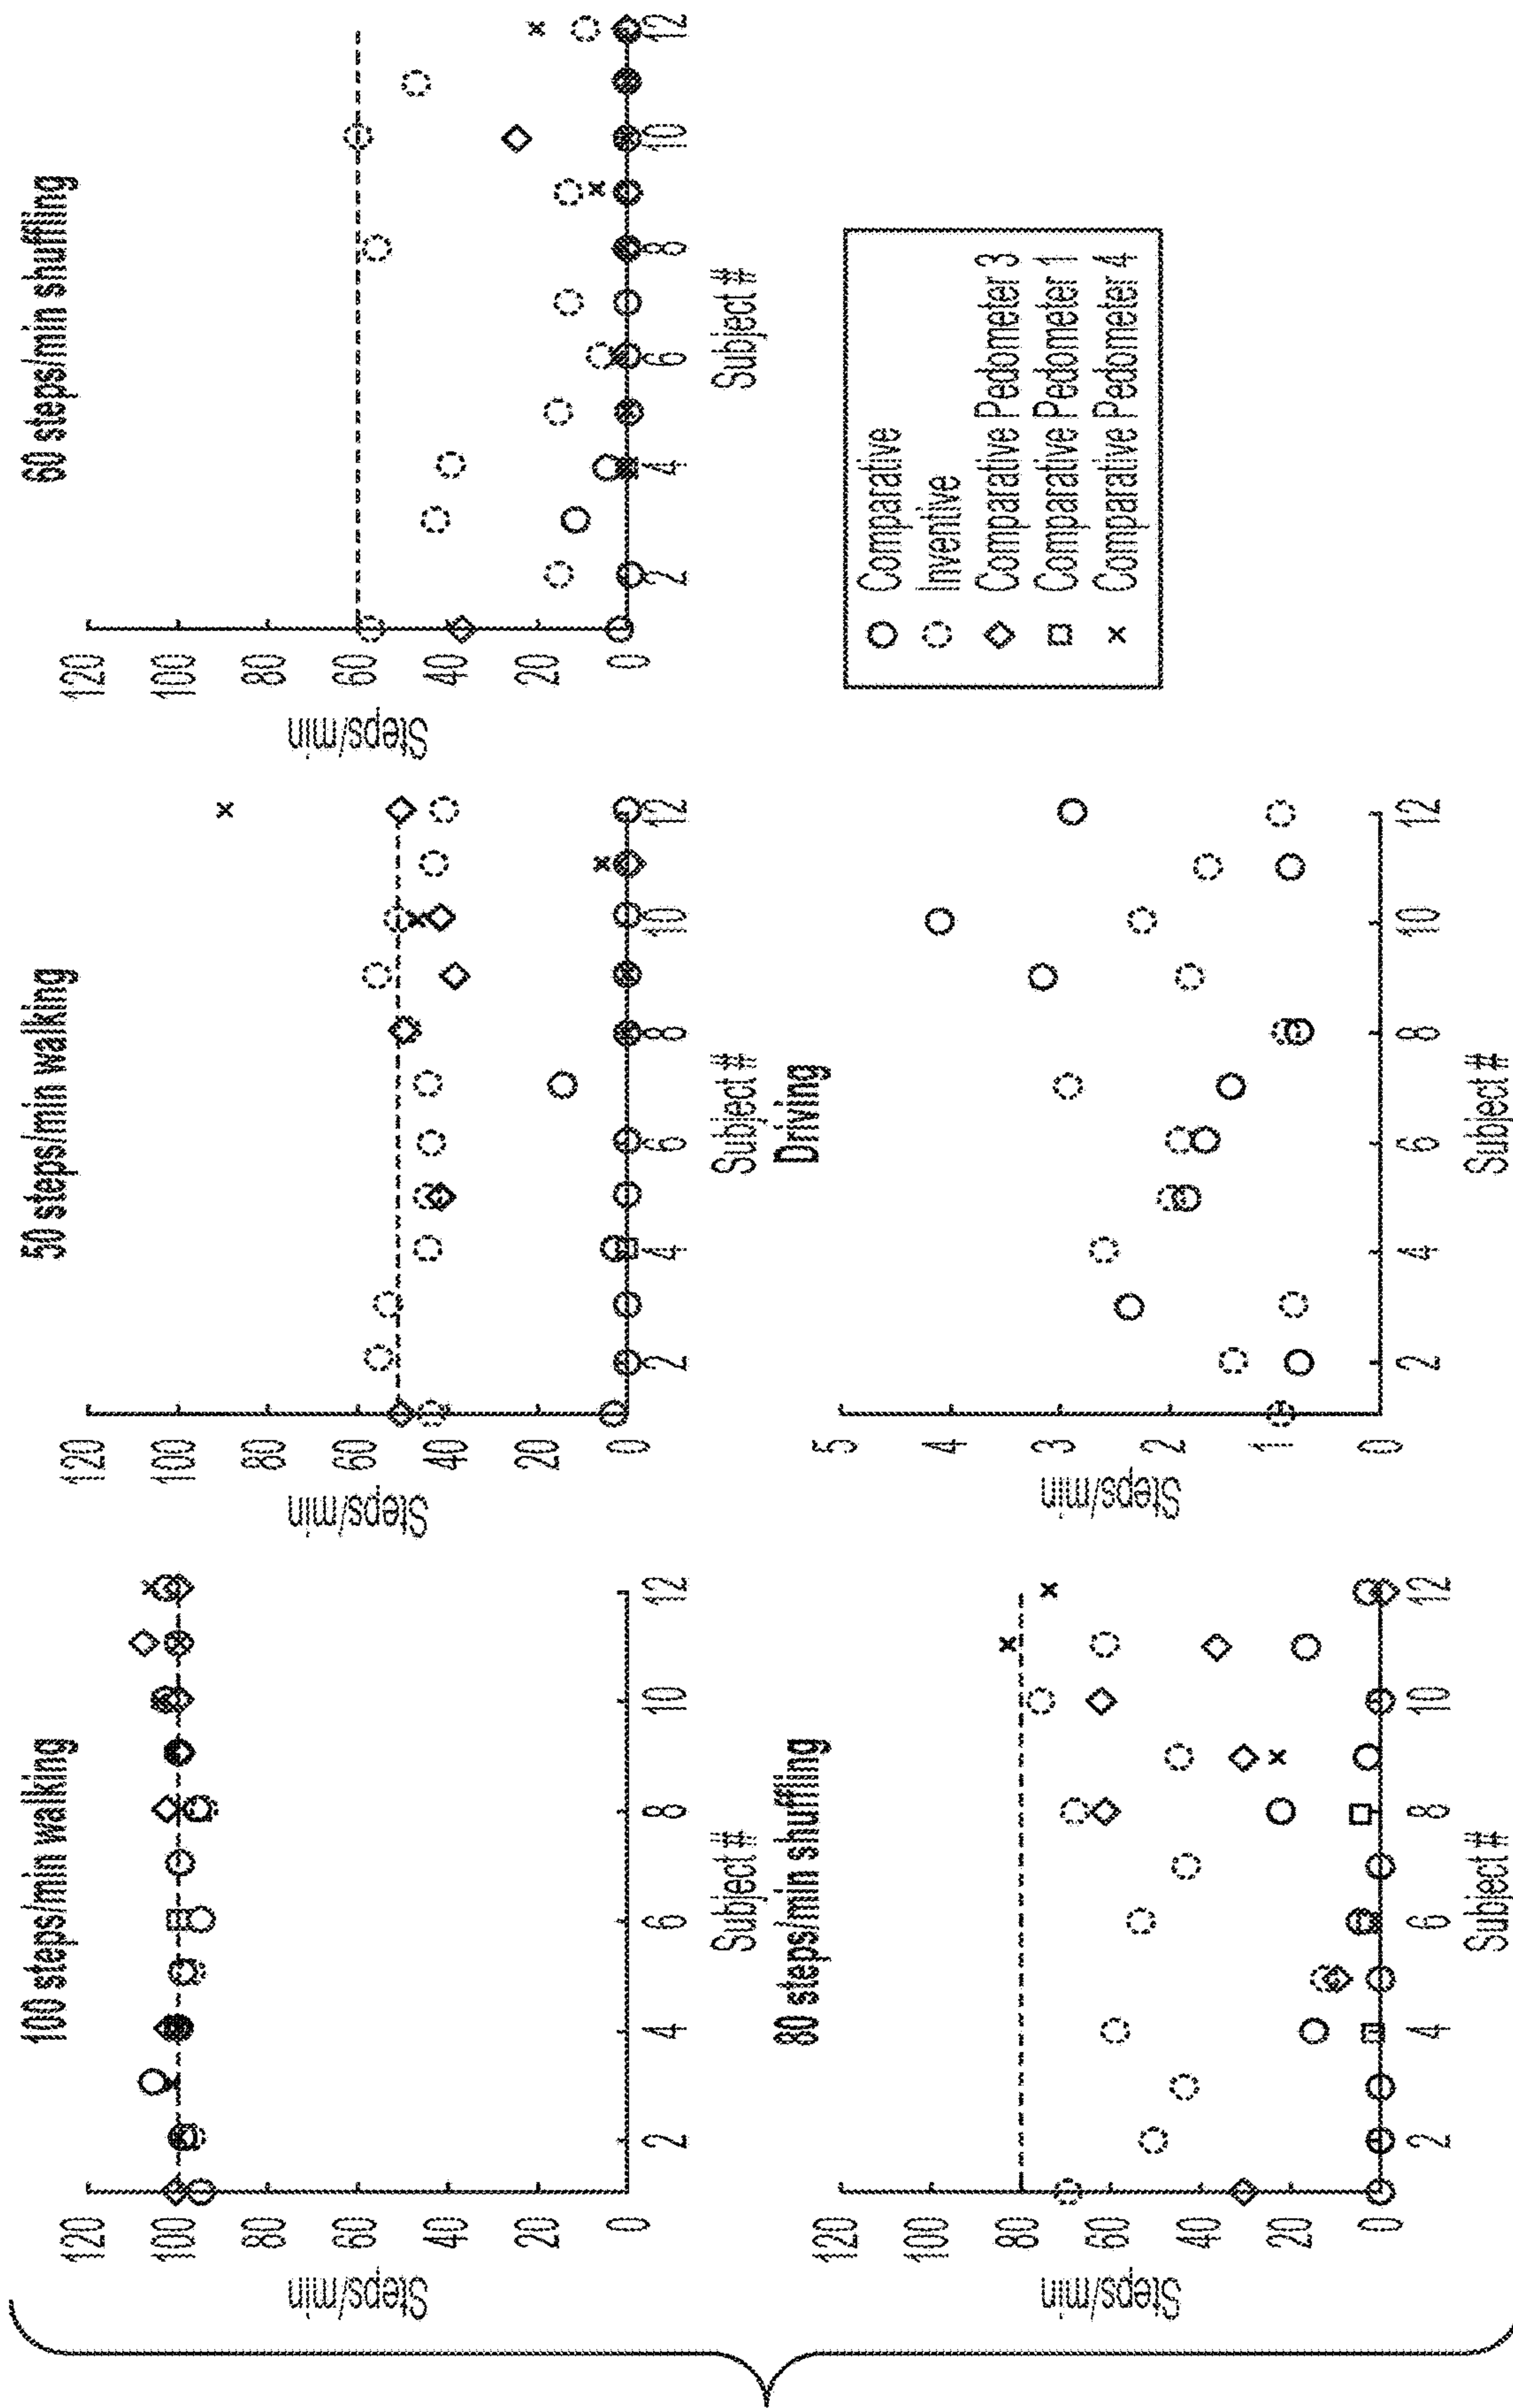 100 steps/min walking
Steps/min
120
100
80
60
40
20
0
2 4 6 8 10 12
Subject #
50 steps/min walking
Steps/min
120
100
80
60
40
20
0
2 4 6 8 10 12
Subject #
60 steps/min shuffling
Steps/min
120
100
80
60
40
20
0
2 4 6 8 10 12
Subject #
80 steps/min shuffling
Steps/min
120
100
80
60
40
20
0
2 4 6 8 10 12
Subject #
Driving
Steps/min
5
4
3
2
1
0
2 4 6 8 10 12
Subject #
Comparative
Inventive
Comparative Pedometer 3
Comparative Pedometer 1
Comparative Pedometer 4